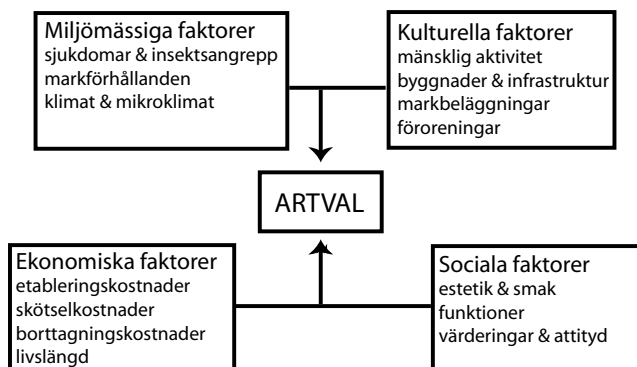 Miljömässiga faktorer
sjukdomar & insektsangrepp
markförhållanden
klimat & mikroklimat
Kulturella faktorer
mänsklig aktivitet
byggnader & infrastruktur
markbeläggningar
föroreningar
ARTVAL
Ekonomiska faktorer
etableringskostnader
skötselkostnader
borttagningskostnader
livslängd
Sociala faktorer
estetik & smak
funktioner
värderingar & attityd